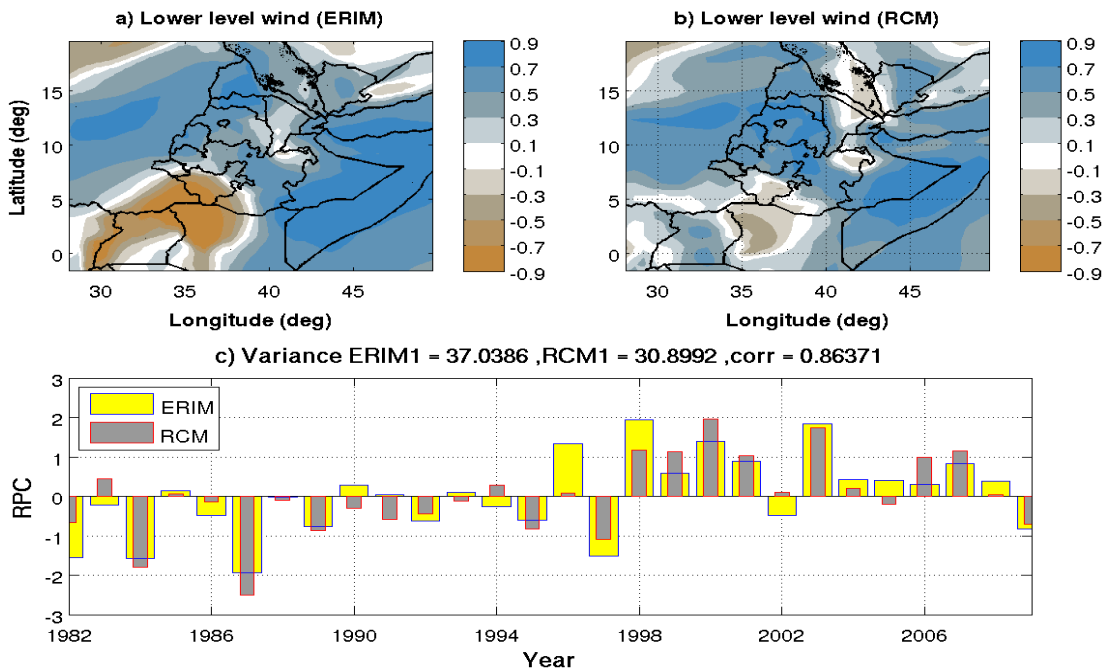 a) Lower level wind (ERIM)
Latitude (deg)
15
10
5
0
30 35 40 45
Longitude (deg)
0.9
0.7
0.5
0.3
0.1
-0.1
-0.3
-0.5
-0.7
-0.9
b) Lower level wind (RCM)
15
10
5
0
30 35 40 45
Longitude (deg)
0.9
0.7
0.5
0.3
0.1
-0.1
-0.3
-0.5
-0.7
-0.9
c) Variance ERIM1 = 37.0386 ,RCM1 = 30.8992 ,corr = 0.86371
RPC
3
2
1
0
-1
-2
-3
ERIM
RCM
1982 1986 1990 1994 1998 2002 2006
Year